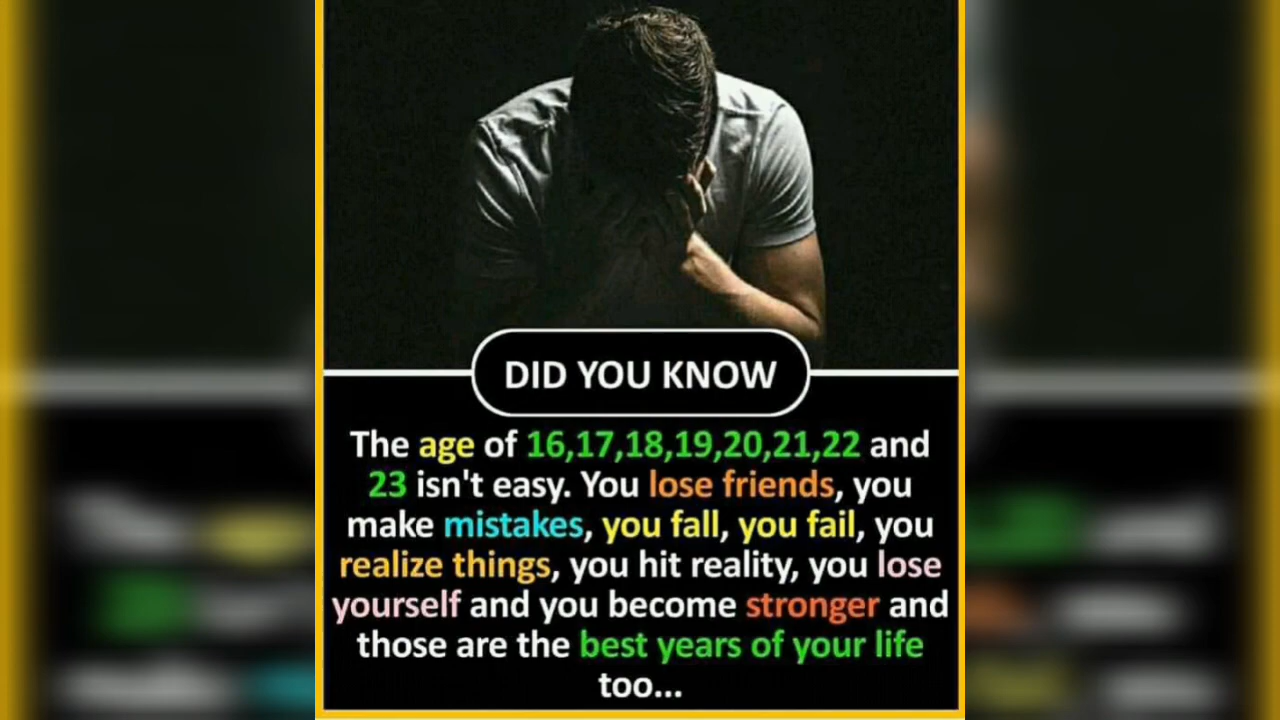 DID YOU KNOW
The age of 16,17,18,19,20,21,22 and
23 isn't easy. You lose friends, you
make mistakes, you fall, you fail, you
realize things, you hit reality, you lose
yourself and you become stronger and
those are the best years of your life
too...